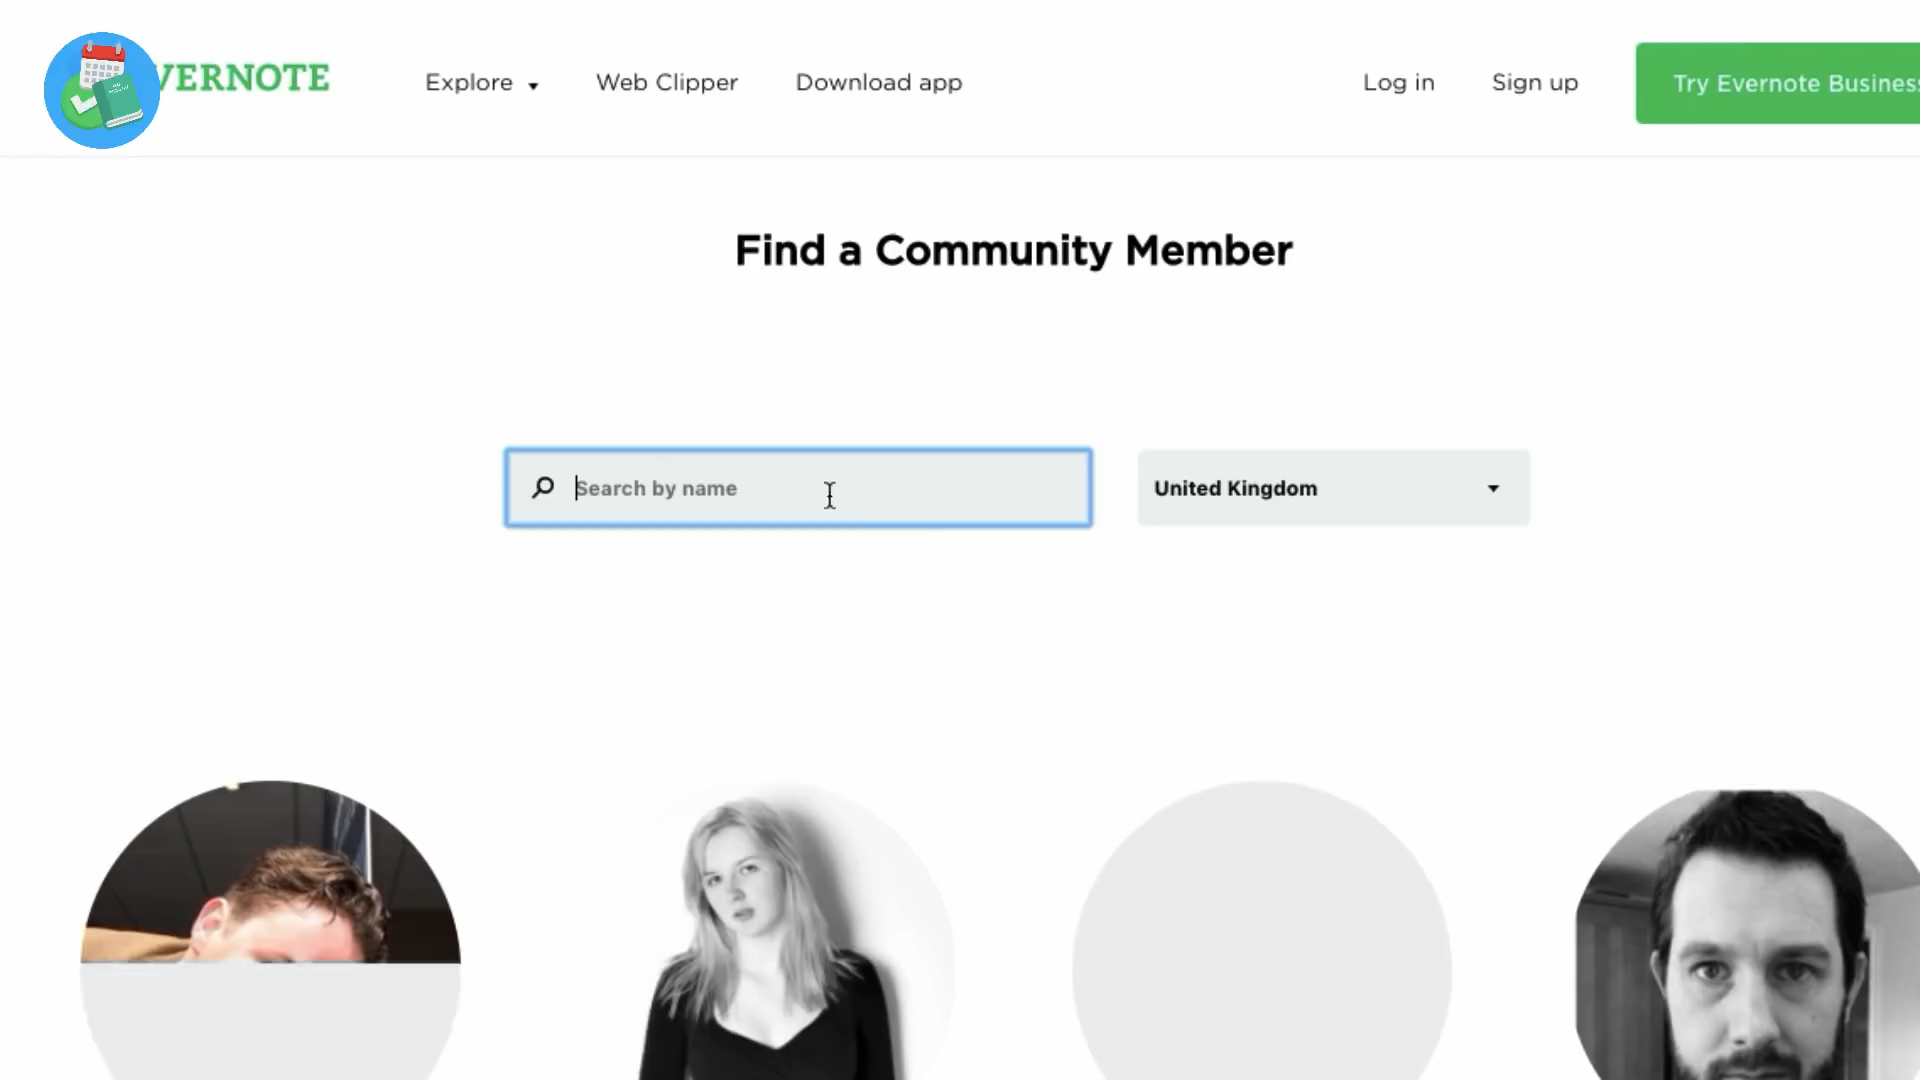 VERNOTE
Explore
Web Clipper
Download app
Log in
Sign up
Try Evernote Business
Find a Community Member
Search by name
United Kingdom